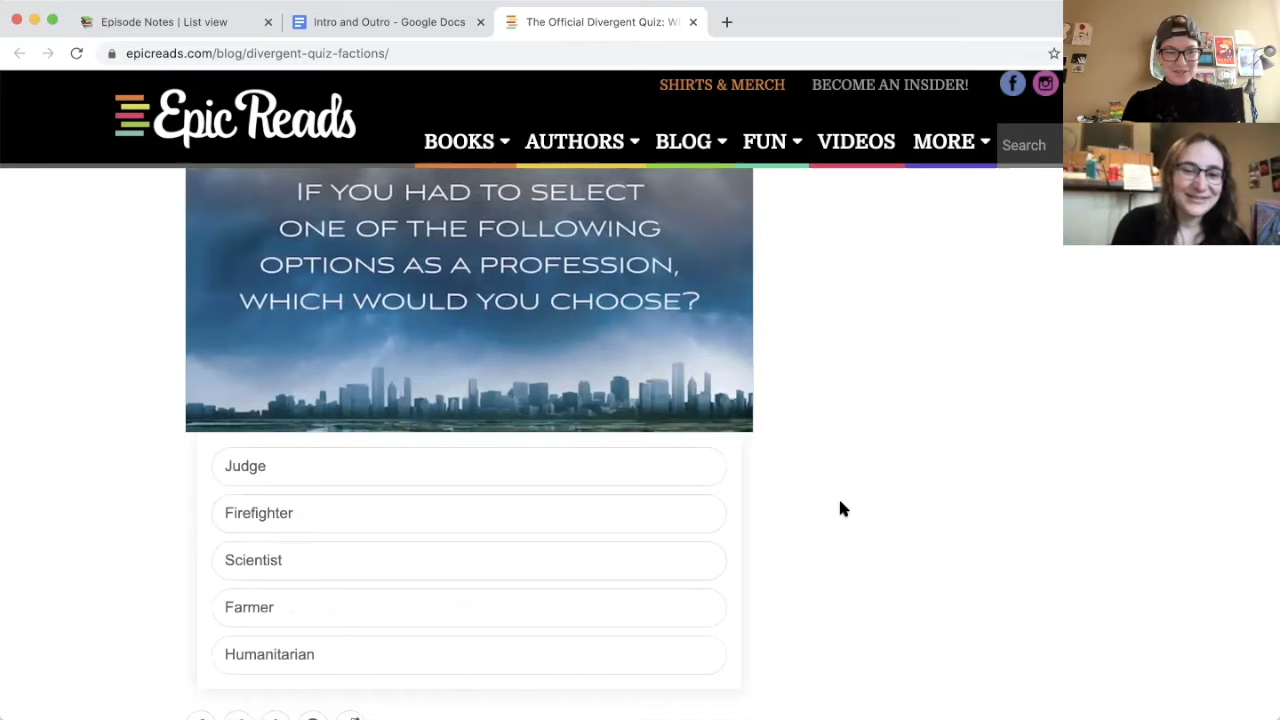 Episode Notes | List view
Intro and Outro - Google Docs
The Official Divergent Quiz: Wh
epicreads.com/blog/divergent-quiz-factions/
SHIRTS & MERCH
BECOME AN INSIDER!
Epic Reads
BOOKS
AUTHORS
BLOG
FUN
VIDEOS
MORE
Search
IF YOU HAD TO SELECT
ONE OF THE FOLLOWING
OPTIONS AS A PROFESSION,
WHICH WOULD YOU CHOOSE?
Judge
Firefighter
Scientist
Farmer
Humanitarian